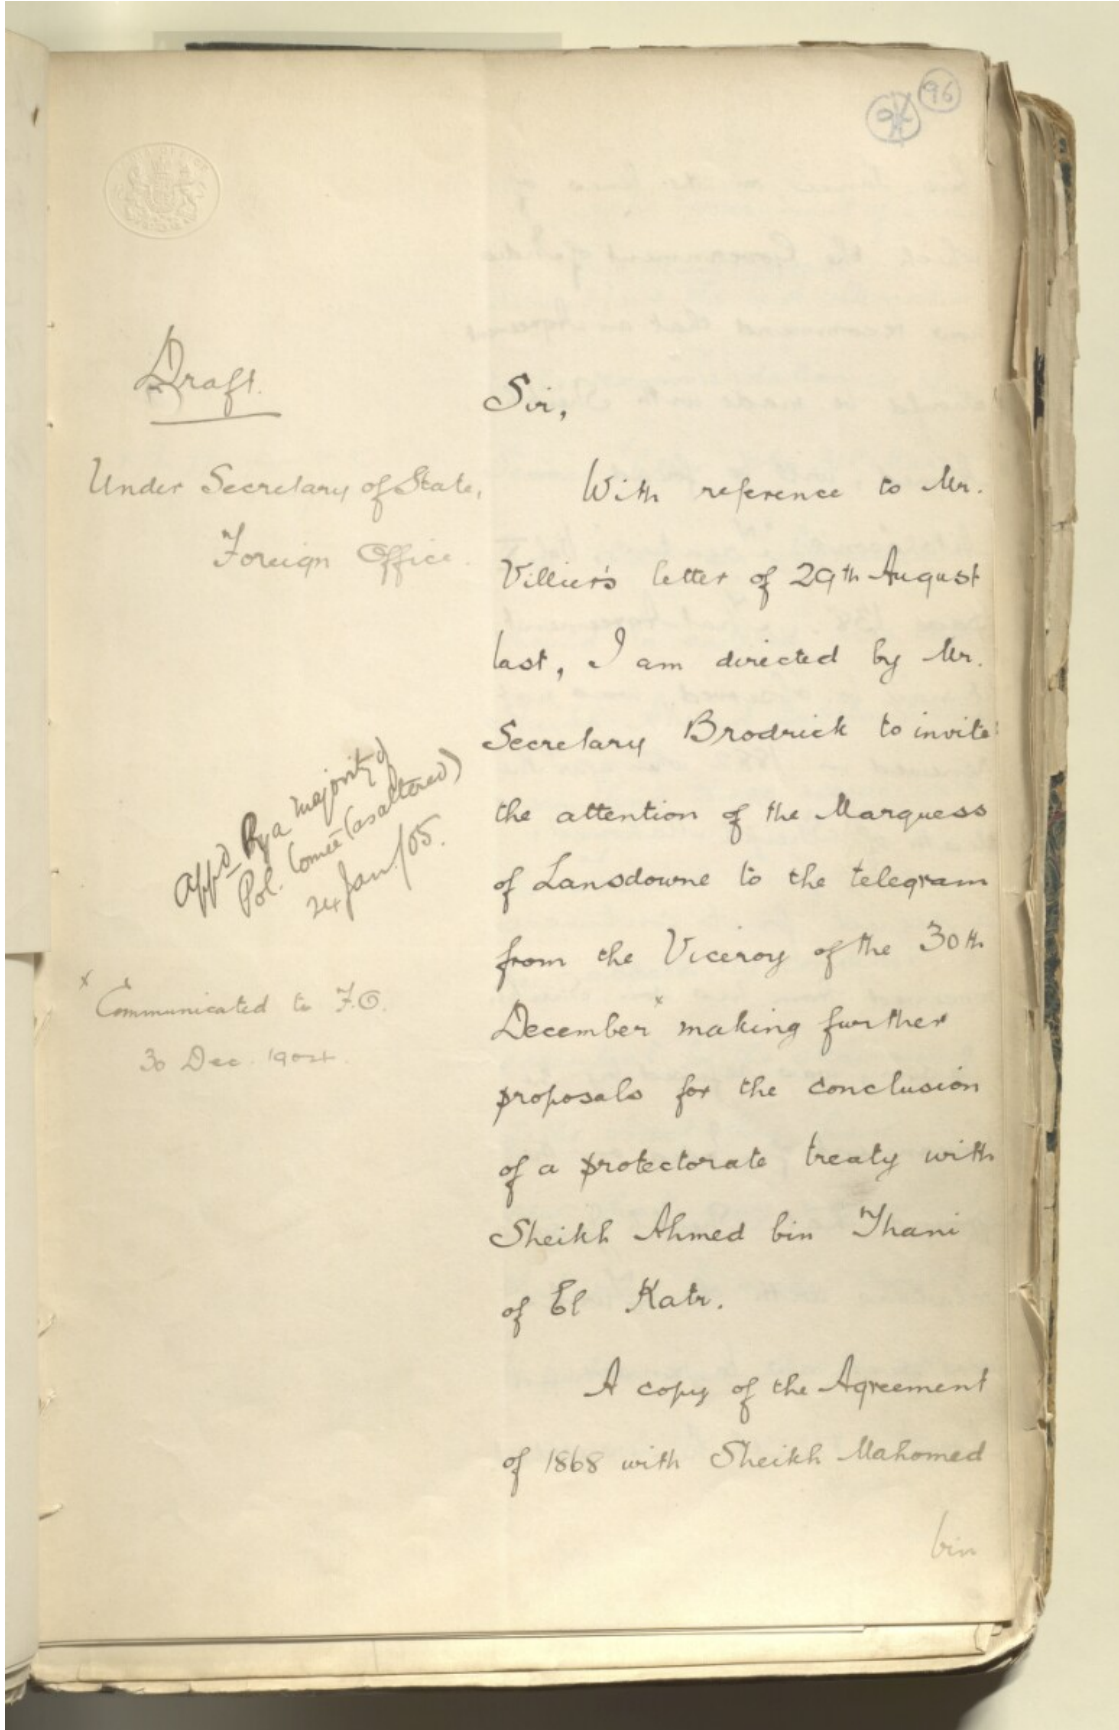 96
Draft.
Under Secretary of State,
Foreign Office.
Appd. By a majority of
Pol. Comee (as altered)
24 Jan/05.
x Communicated to F.O.
30 Dec. 1904.
Sir,
With reference to Mr.
Villier's letter of 29th August
last, I am directed by Mr.
Secretary Brodrick to invite
the attention of the Marquess
of Lansdowne to the telegram
from the Viceroy of the 30th
December x making further
proposals for the conclusion
of a protectorate treaty with
Sheikh Ahmed bin Thani
of El Katr.
A copy of the Agreement
of 1868 with Sheikh Mahomed
bin